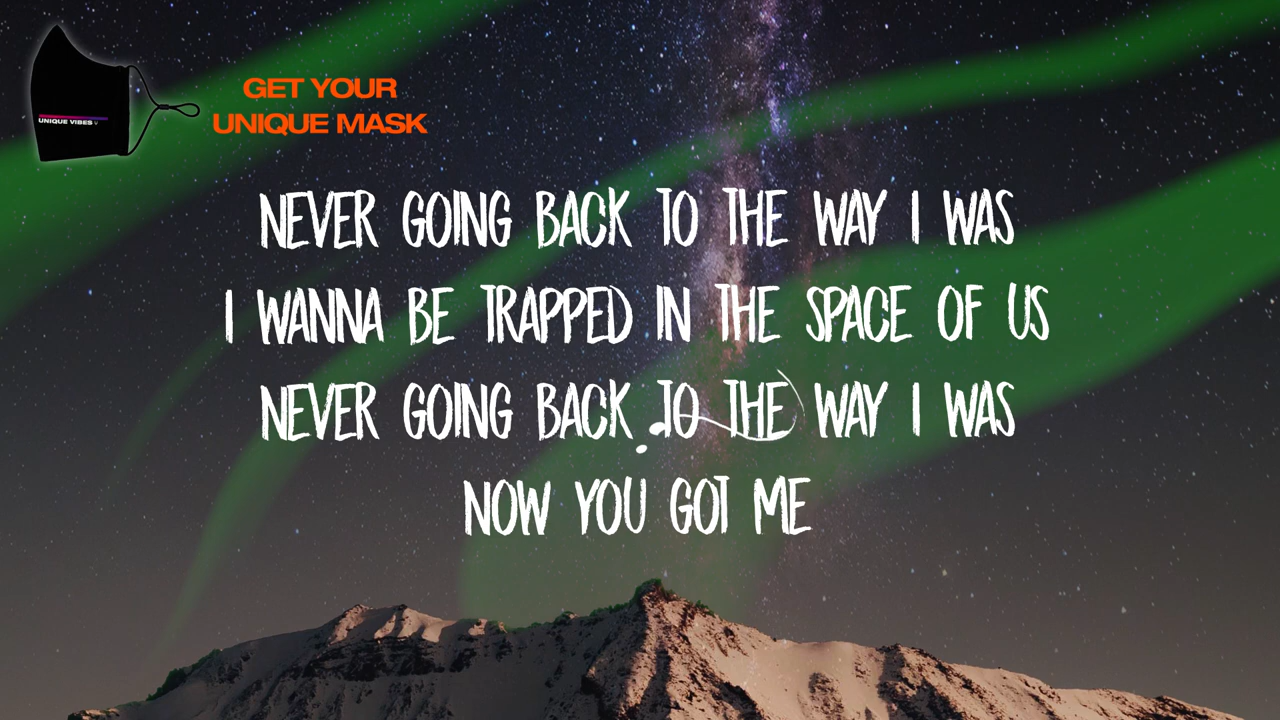 UNIQUE VIBES
GET YOUR
UNIQUE MASK
NEVER GOING BACK TO THE WAY I WAS
I WANNA BE TRAPPED IN THE SPACE OF US
NEVER GOING BACK TO THE WAY I WAS
NOW YOU GOT ME